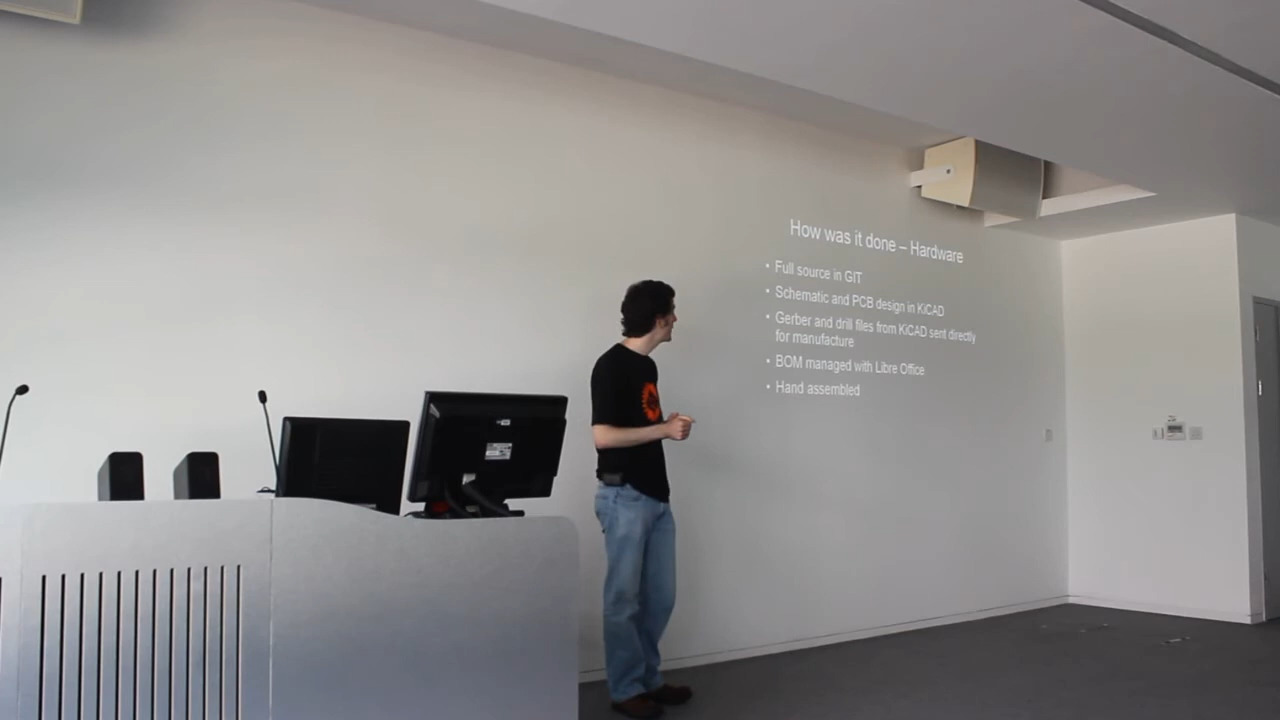 How was it done – Hardware
• Full source in GIT
• Schematic and PCB design in KiCAD
• Gerber and drill files from KiCAD sent directly
for manufacture
• BOM managed with Libre Office
• Hand assembled